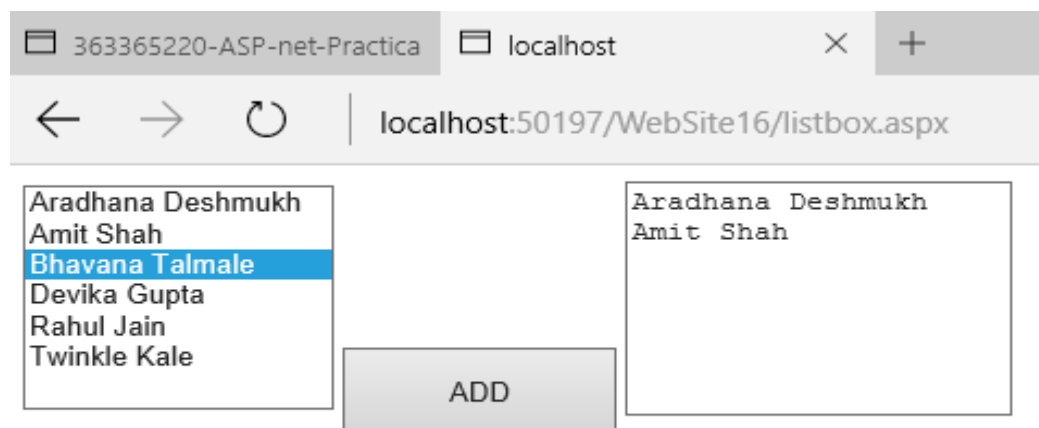 363365220-ASP-net-Practica
localhost
localhost:50197/WebSite16/listbox.aspx
Aradhana Deshmukh
Amit Shah
Bhavana Talmale
Devika Gupta
Rahul Jain
Twinkle Kale
ADD
Aradhana Deshmukh
Amit Shah